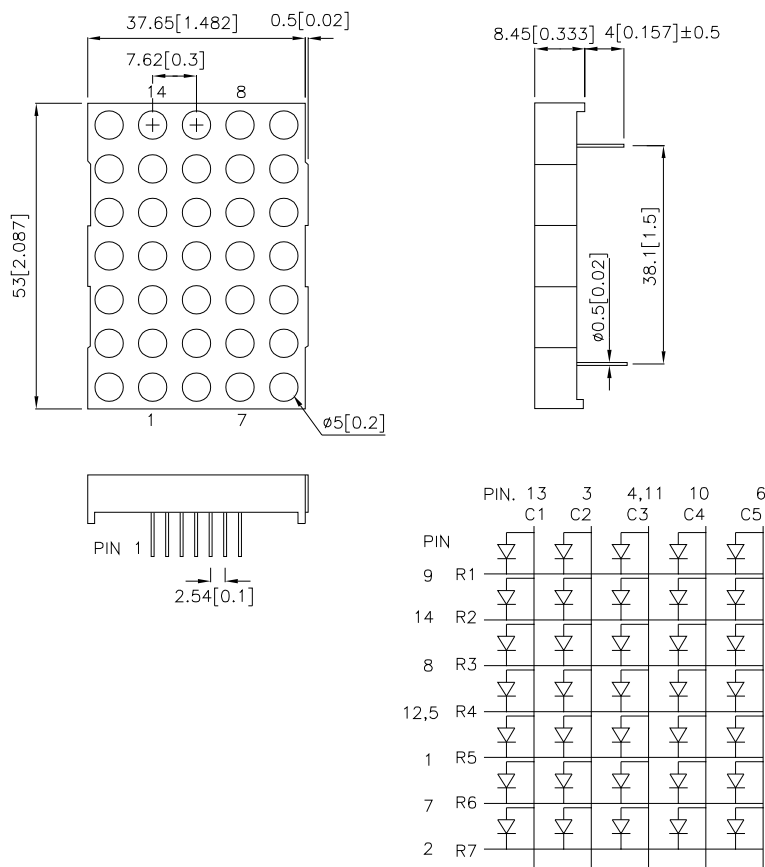 37.65[1.482]
0.5[0.02]
7.62[0.3]
14
8
53[2.087]
1
7
ø5[0.2]
8.45[0.333]
4[0.157]±0.5
38.1[1.5]
ø0.5[0.02]
PIN 1
2.54[0.1]
PIN. 13 3 4,11 10 6
C1 C2 C3 C4 C5
PIN
9 R1
14 R2
8 R3
12,5 R4
1 R5
7 R6
2 R7